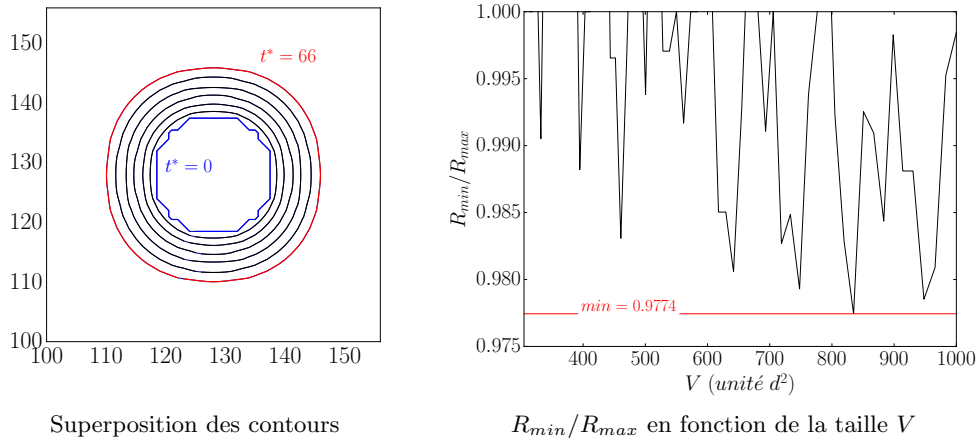 150
140
130
120
110
100
100 110 120 130 140 150
t* = 66
t* = 0
Superposition des contours
1.000
0.995
0.990
0.985
0.980
0.975
R_min/R_max
min = 0.9774
400 500 600 700 800 900 1000
V (unité d²)
R_min/R_max en fonction de la taille V